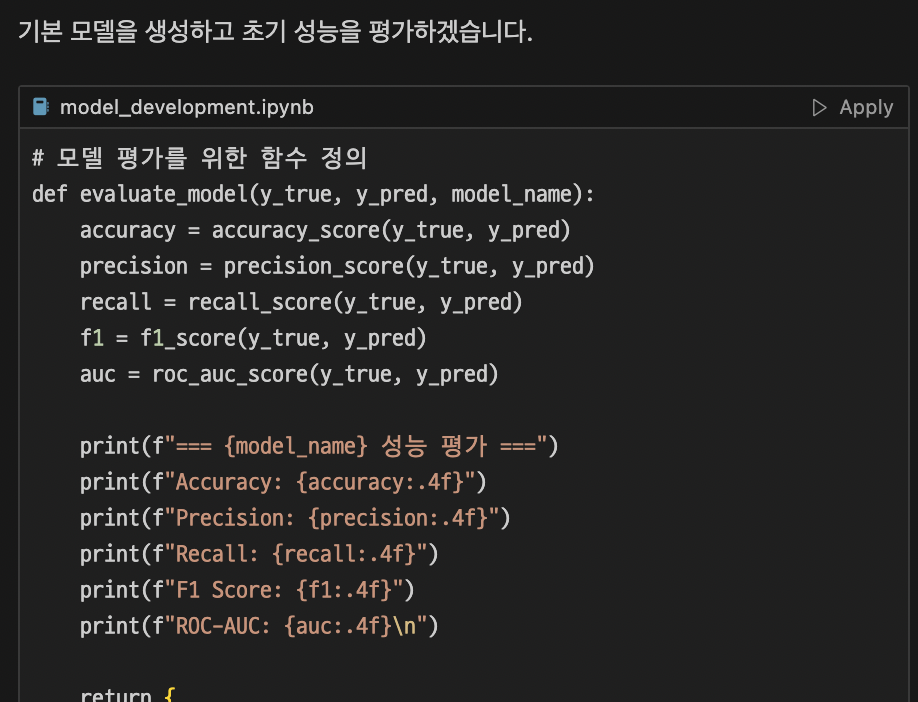 기본 모델을 생성하고 초기 성능을 평가하겠습니다.
model_development.ipynb
Apply
# 모델 평가를 위한 함수 정의
def evaluate_model(y_true, y_pred, model_name):
    accuracy = accuracy_score(y_true, y_pred)
    precision = precision_score(y_true, y_pred)
    recall = recall_score(y_true, y_pred)
    f1 = f1_score(y_true, y_pred)
    auc = roc_auc_score(y_true, y_pred)
    print(f"=== {model_name} 성능 평가 ===")
    print(f"Accuracy: {accuracy:.4f}")
    print(f"Precision: {precision:.4f}")
    print(f"Recall: {recall:.4f}")
    print(f"F1 Score: {f1:.4f}")
    print(f"ROC-AUC: {auc:.4f}\n")
    return {